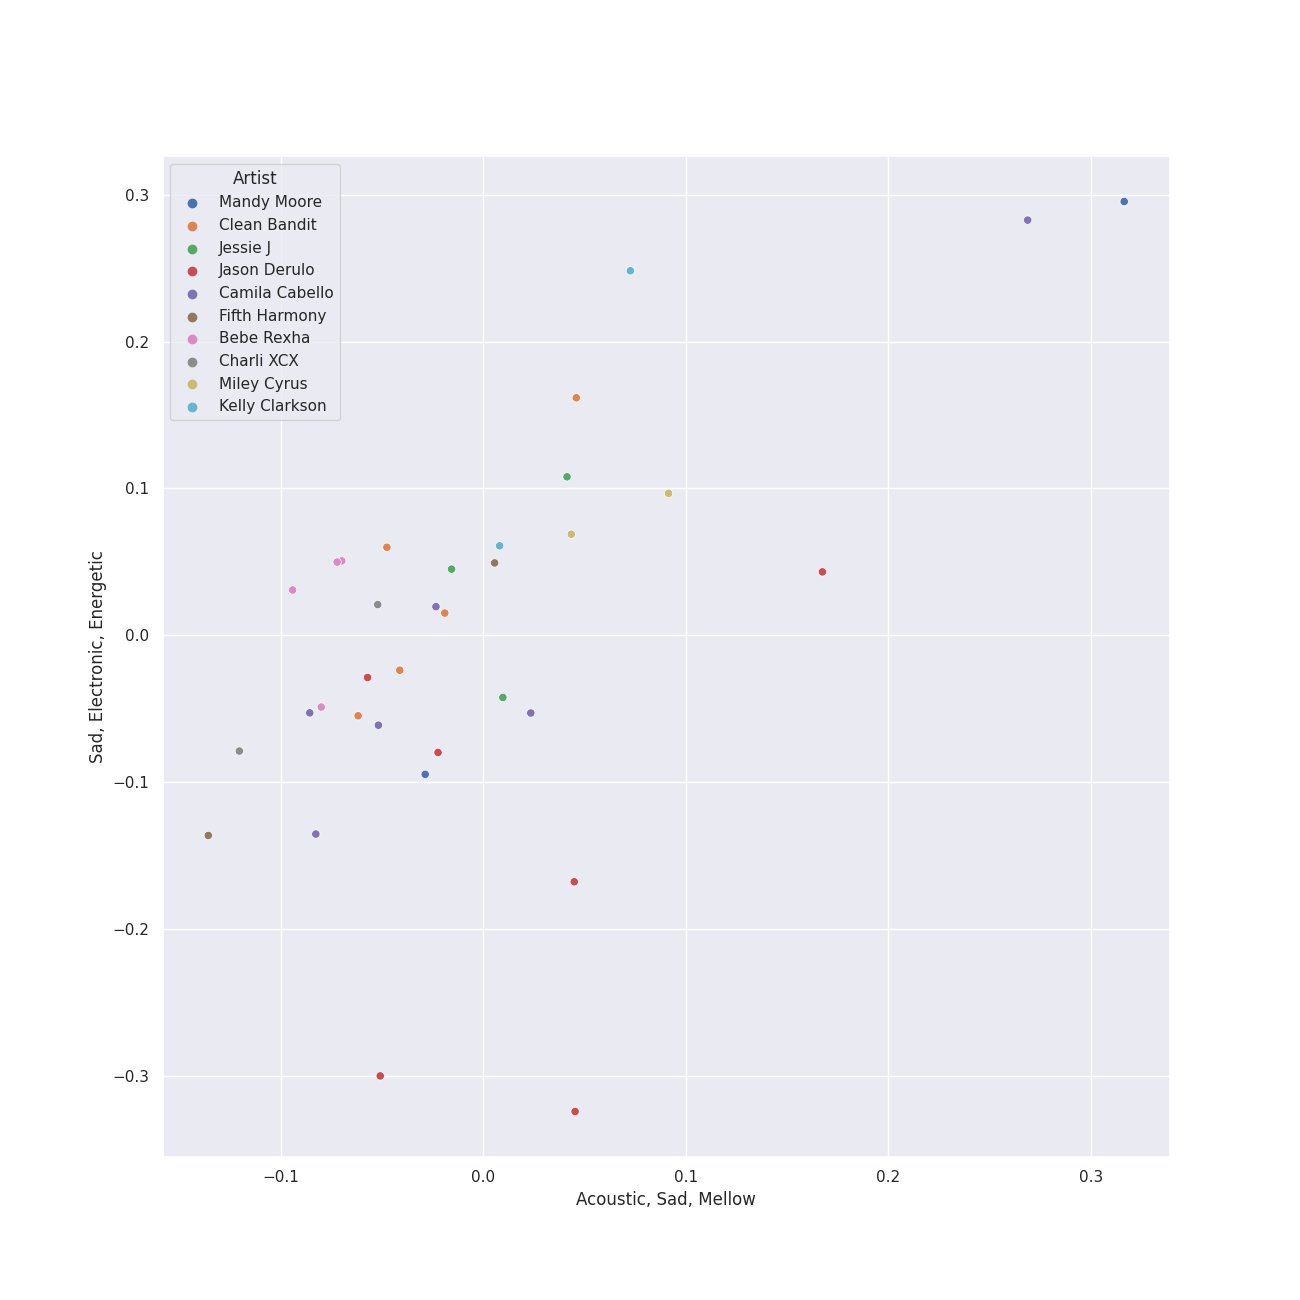 Artist
Mandy Moore
Clean Bandit
Jessie J
Jason Derulo
Camila Cabello
Fifth Harmony
Bebe Rexha
Charli XCX
Miley Cyrus
Kelly Clarkson
0.3
0.2
0.1
0.0
−0.1
−0.2
−0.3
Sad, Electronic, Energetic
−0.1 0.0 0.1 0.2 0.3
Acoustic, Sad, Mellow